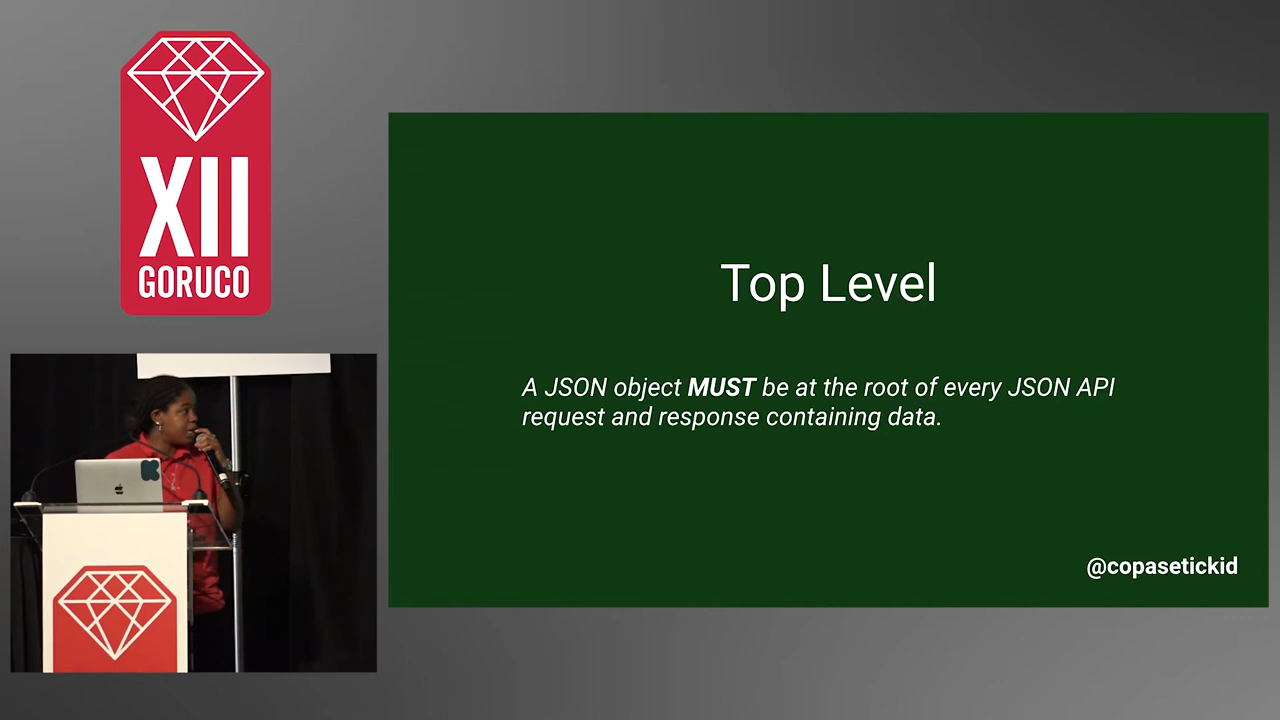 XII
GORUCO
Top Level
A JSON object MUST be at the root of every JSON API
request and response containing data.
@copasetickid